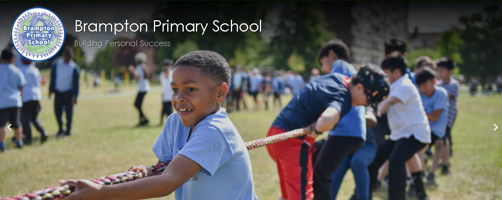 Brampton
Primary
School
Brampton Primary School
Building Personal Success